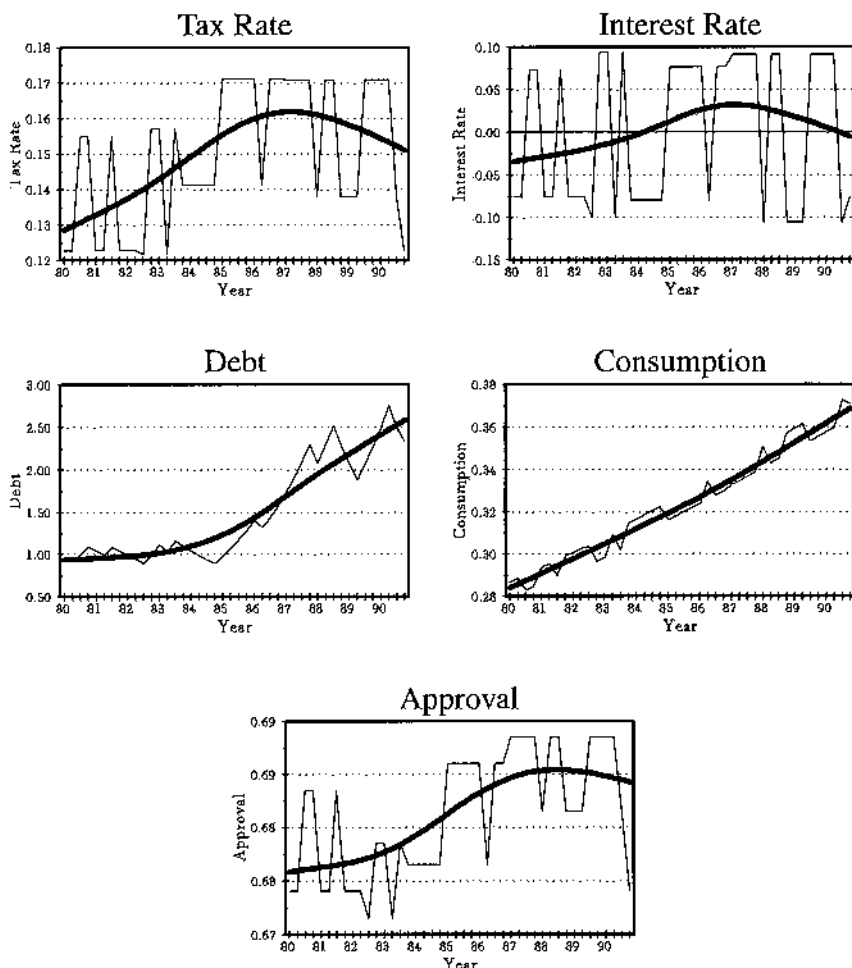 Tax Rate
0.18
0.17
0.16
0.15
0.14
0.13
0.12
Tax Rate
80 81 82 83 84 85 86 87 88 89 90
Year
Interest Rate
0.10
0.05
0.00
-0.05
-0.10
-0.15
Interest Rate
80 81 82 83 84 85 86 87 88 89 90
Year
Debt
3.00
2.50
2.00
1.50
1.00
0.50
Debt
80 81 82 83 84 85 86 87 88 89 90
Year
Consumption
0.38
0.36
0.34
0.32
0.30
0.28
Consumption
80 81 82 83 84 85 86 87 88 89 90
Year
Approval
0.69
0.69
0.68
0.68
0.67
Approval
80 81 82 83 84 85 86 87 88 89 90
Year